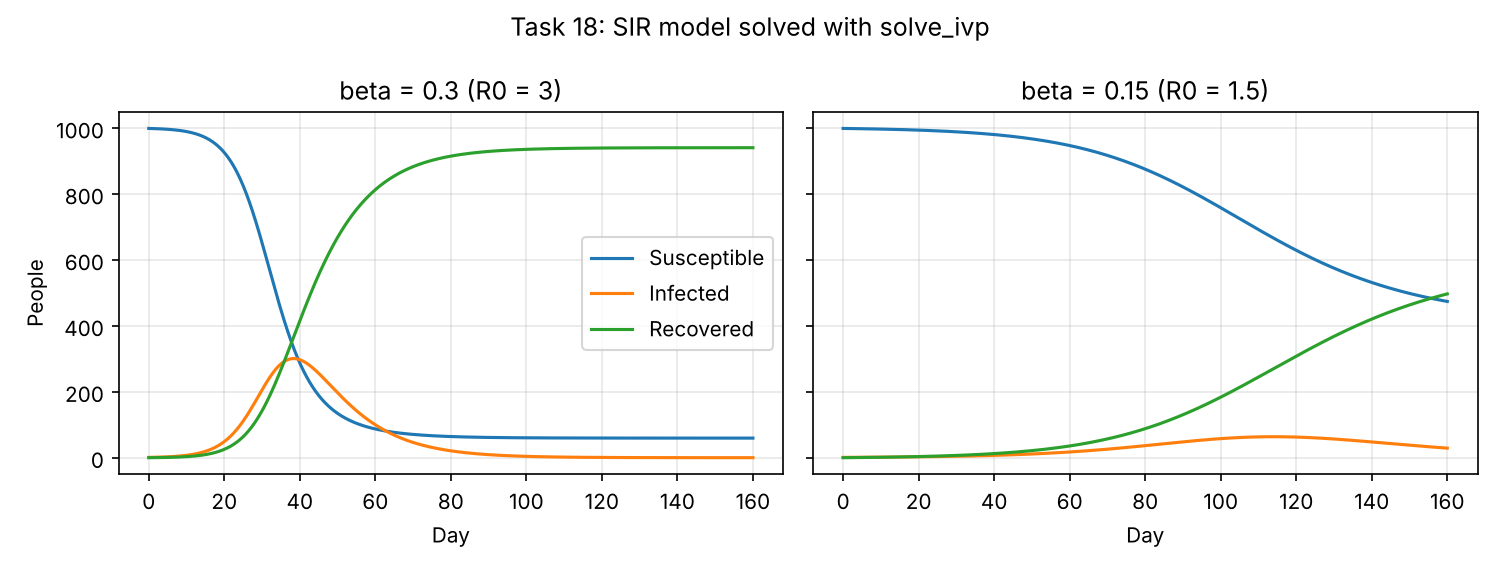 Task 18: SIR model solved with solve_ivp
beta = 0.3 (R0 = 3)
1000
800
600
400
200
0
People
Susceptible
Infected
Recovered
0 20 40 60 80 100 120 140 160
Day
beta = 0.15 (R0 = 1.5)
0 20 40 60 80 100 120 140 160
Day